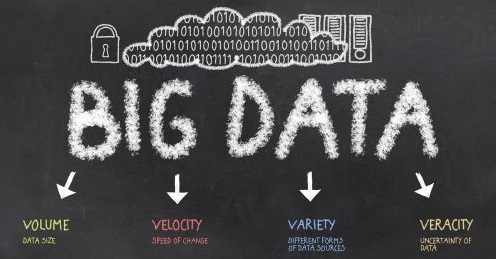 BIG DATA
VOLUME
DATA SIZE
VELOCITY
SPEED OF CHANGE
VARIETY
DIFFERENT FORMS
OF DATA SOURCES
VERACITY
UNCERTAINTY OF
DATA